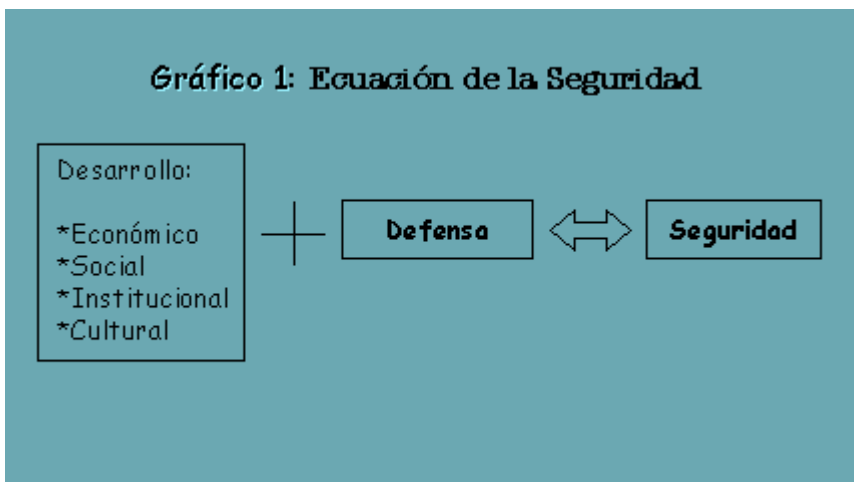 Gráfico 1: Ecuación de la Seguridad
Desarrollo:
*Económico
*Social
*Institucional
*Cultural
Defensa
Seguridad